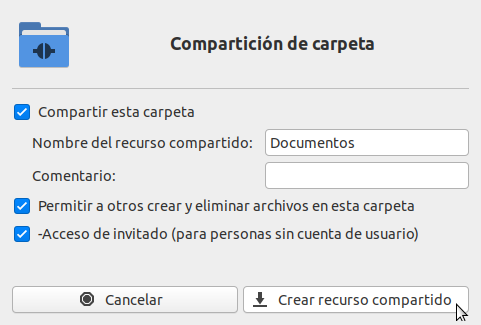 Compartición de carpeta
Compartir esta carpeta
Nombre del recurso compartido: Documentos
Comentario:
Permitir a otros crear y eliminar archivos en esta carpeta
-Acceso de invitado (para personas sin cuenta de usuario)
Cancelar Crear recurso compartido